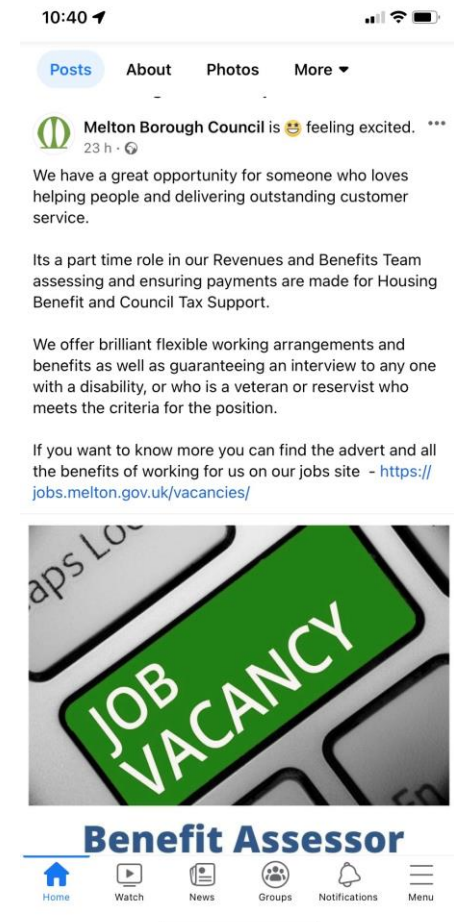 10:40
Posts About Photos More
Melton Borough Council is 😀 feeling excited.
23 h ·
We have a great opportunity for someone who loves
helping people and delivering outstanding customer
service.
Its a part time role in our Revenues and Benefits Team
assessing and ensuring payments are made for Housing
Benefit and Council Tax Support.
We offer brilliant flexible working arrangements and
benefits as well as guaranteeing an interview to any one
with a disability, or who is a veteran or reservist who
meets the criteria for the position.
If you want to know more you can find the advert and all
the benefits of working for us on our jobs site - https://
jobs.melton.gov.uk/vacancies/
aps Loc
JOB
VACANCY
En
Benefit Assessor
Home Watch News Groups Notifications Menu